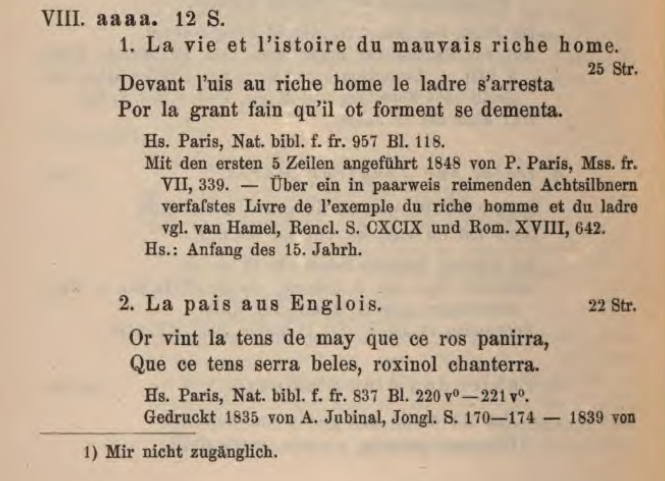 VIII. aaaa. 12 S.
1. La vie et l'istoire du mauvais riche home.
25 Str.
Devant l'uis au riche home le ladre s'arresta
Por la grant fain qu'il ot forment se dementa.
Hs. Paris, Nat. bibl. f. fr. 957 Bl. 118.
Mit den ersten 5 Zeilen angeführt 1848 von P. Paris, Mss. fr.
VII, 339. — Über ein in paarweis reimenden Achtsilbnern
verfafstes Livre de l'exemple du riche homme et du ladre
vgl. van Hamel, Rencl. S. CXCIX und Rom. XVIII, 642.
Hs.: Anfang des 15. Jahrh.
2. La pais aus Englois. 22 Str.
Or vint la tens de may que ce ros panirra,
Que ce tens serra beles, roxinol chanterra.
Hs. Paris, Nat. bibl. f. fr. 837 Bl. 220 v⁰—221 v⁰.
Gedruckt 1835 von A. Jubinal, Jongl. S. 170—174 — 1839 von
1) Mir nicht zugänglich.